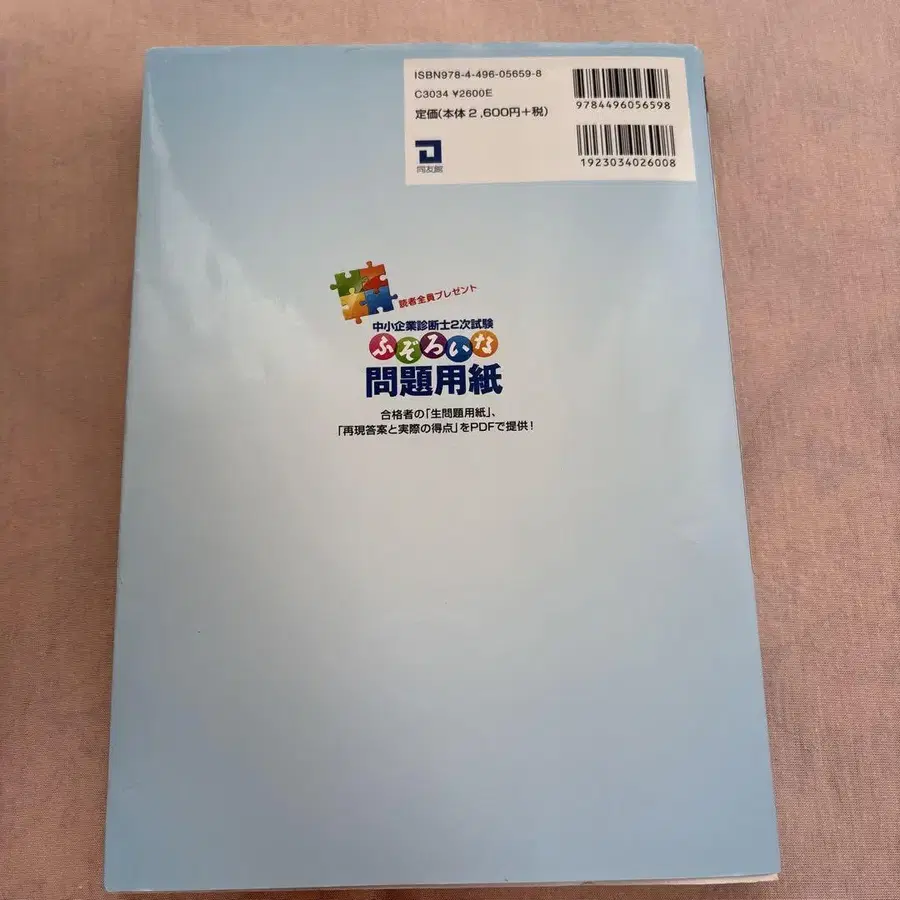 ISBN978-4-496-05659-8
C3034 ¥2600E
定価(本体2,600円+税)
同友館
9784496056598
1923034026008
読者全員プレゼント
中小企業診断士2次試験
ふぞろいな
問題用紙
合格者の「生問題用紙」、
「再現答案と実際の得点」をPDFで提供!